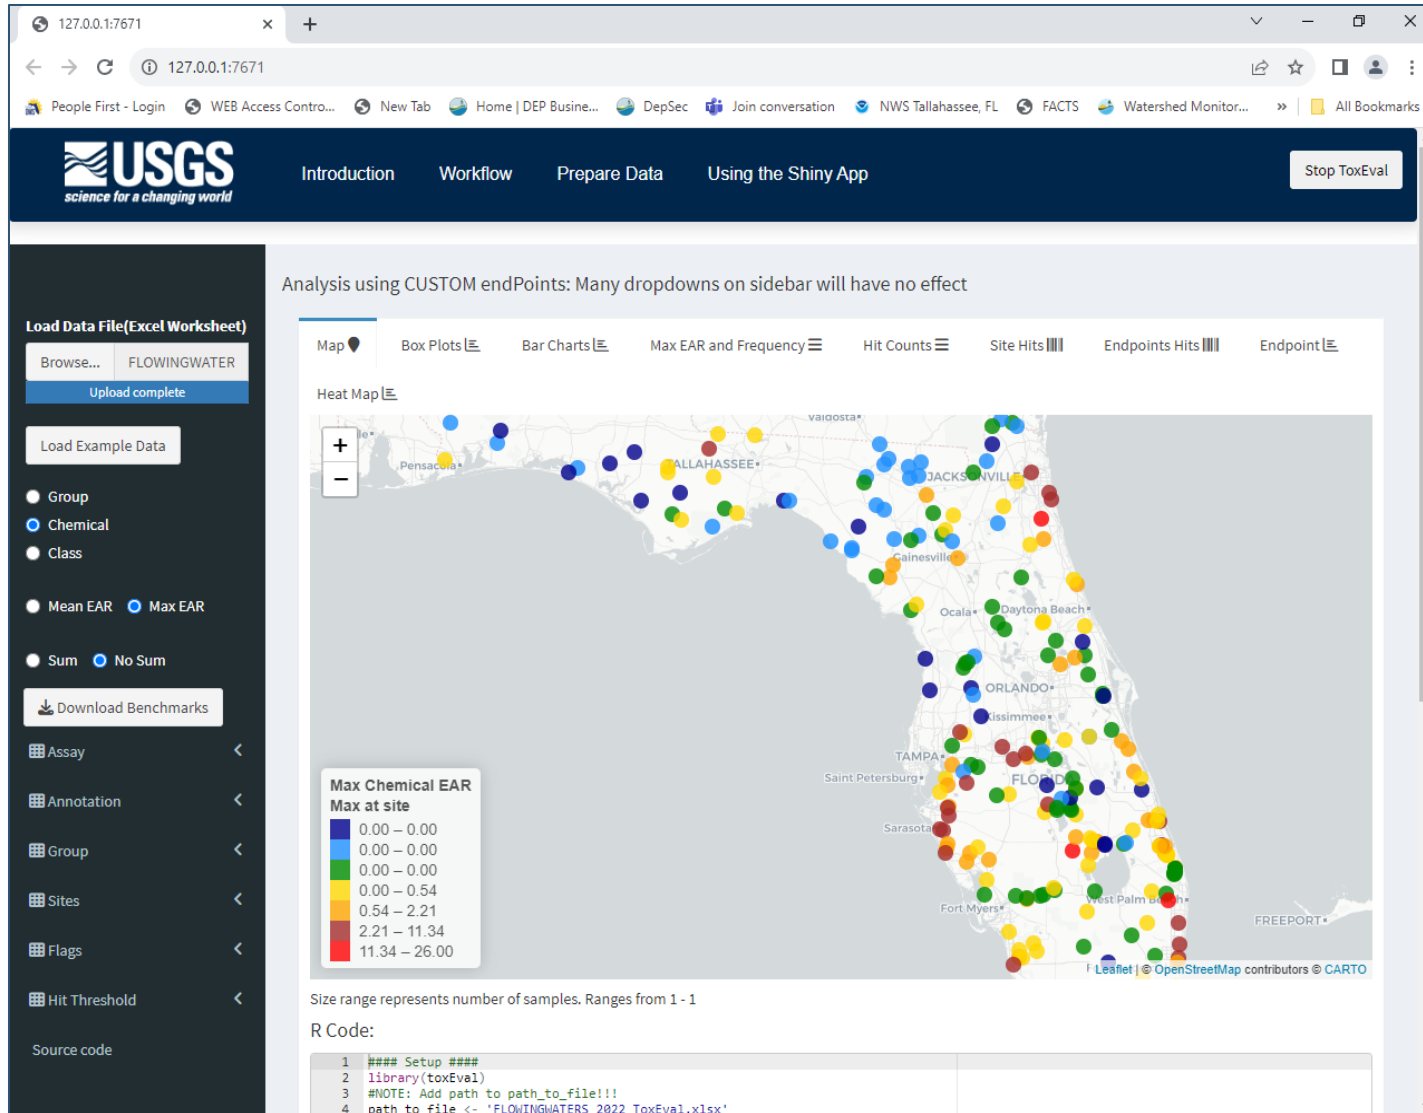 127.0.0.1:7671
127.0.0.1:7671
People First - Login WEB Access Contro... New Tab Home | DEP Busine... DepSec Join conversation NWS Tallahassee, FL FACTS Watershed Monitor... » All Bookmarks
USGS
science for a changing world
Introduction Workflow Prepare Data Using the Shiny App Stop ToxEval
Analysis using CUSTOM endPoints: Many dropdowns on sidebar will have no effect
Load Data File(Excel Worksheet)
Browse... FLOWINGWATER
Upload complete
Load Example Data
Group
Chemical
Class
Mean EAR Max EAR
Sum No Sum
Download Benchmarks
Assay
Annotation
Group
Sites
Flags
Hit Threshold
Source code
Map Box Plots Bar Charts Max EAR and Frequency Hit Counts Site Hits Endpoints Hits Endpoint
Heat Map
+
−
Valdosta
Pensacola
TALLAHASSEE
JACKSONVILLE
Gainesville
Ocala
Daytona Beach
ORLANDO
Kissimmee
TAMPA
Saint Petersburg
FLORIDA
Sarasota
Fort Myers
West Palm Beach
FREEPORT
Max Chemical EAR
Max at site
0.00 – 0.00
0.00 – 0.00
0.00 – 0.00
0.00 – 0.54
0.54 – 2.21
2.21 – 11.34
11.34 – 26.00
Leaflet | © OpenStreetMap contributors © CARTO
Size range represents number of samples. Ranges from 1 - 1
R Code:
1 #### Setup ####
2 library(toxEval)
3 #NOTE: Add path to path_to_file!!!
4 path_to_file <- 'FLOWINGWATERS_2022_ToxEval.xlsx'